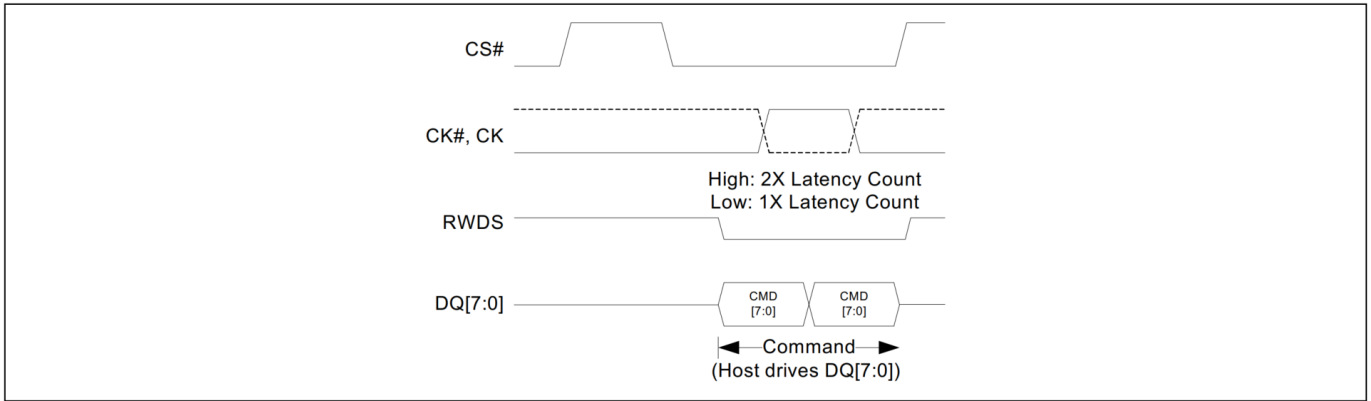 CS#
CK#, CK
High: 2X Latency Count
Low: 1X Latency Count
RWDS
DQ[7:0]
CMD
[7:0]
CMD
[7:0]
Command
(Host drives DQ[7:0])